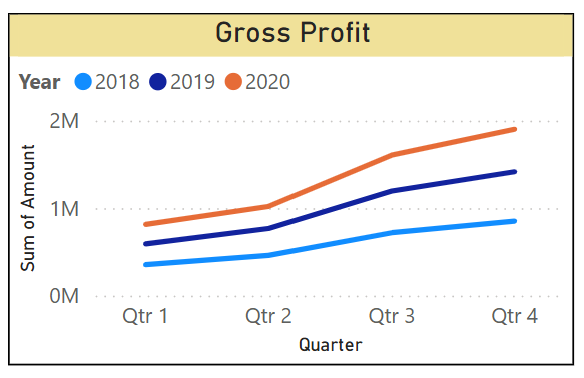 Gross Profit
Year 2018 2019 2020
2M
1M
0M
Sum of Amount
Qtr 1 Qtr 2 Qtr 3 Qtr 4
Quarter